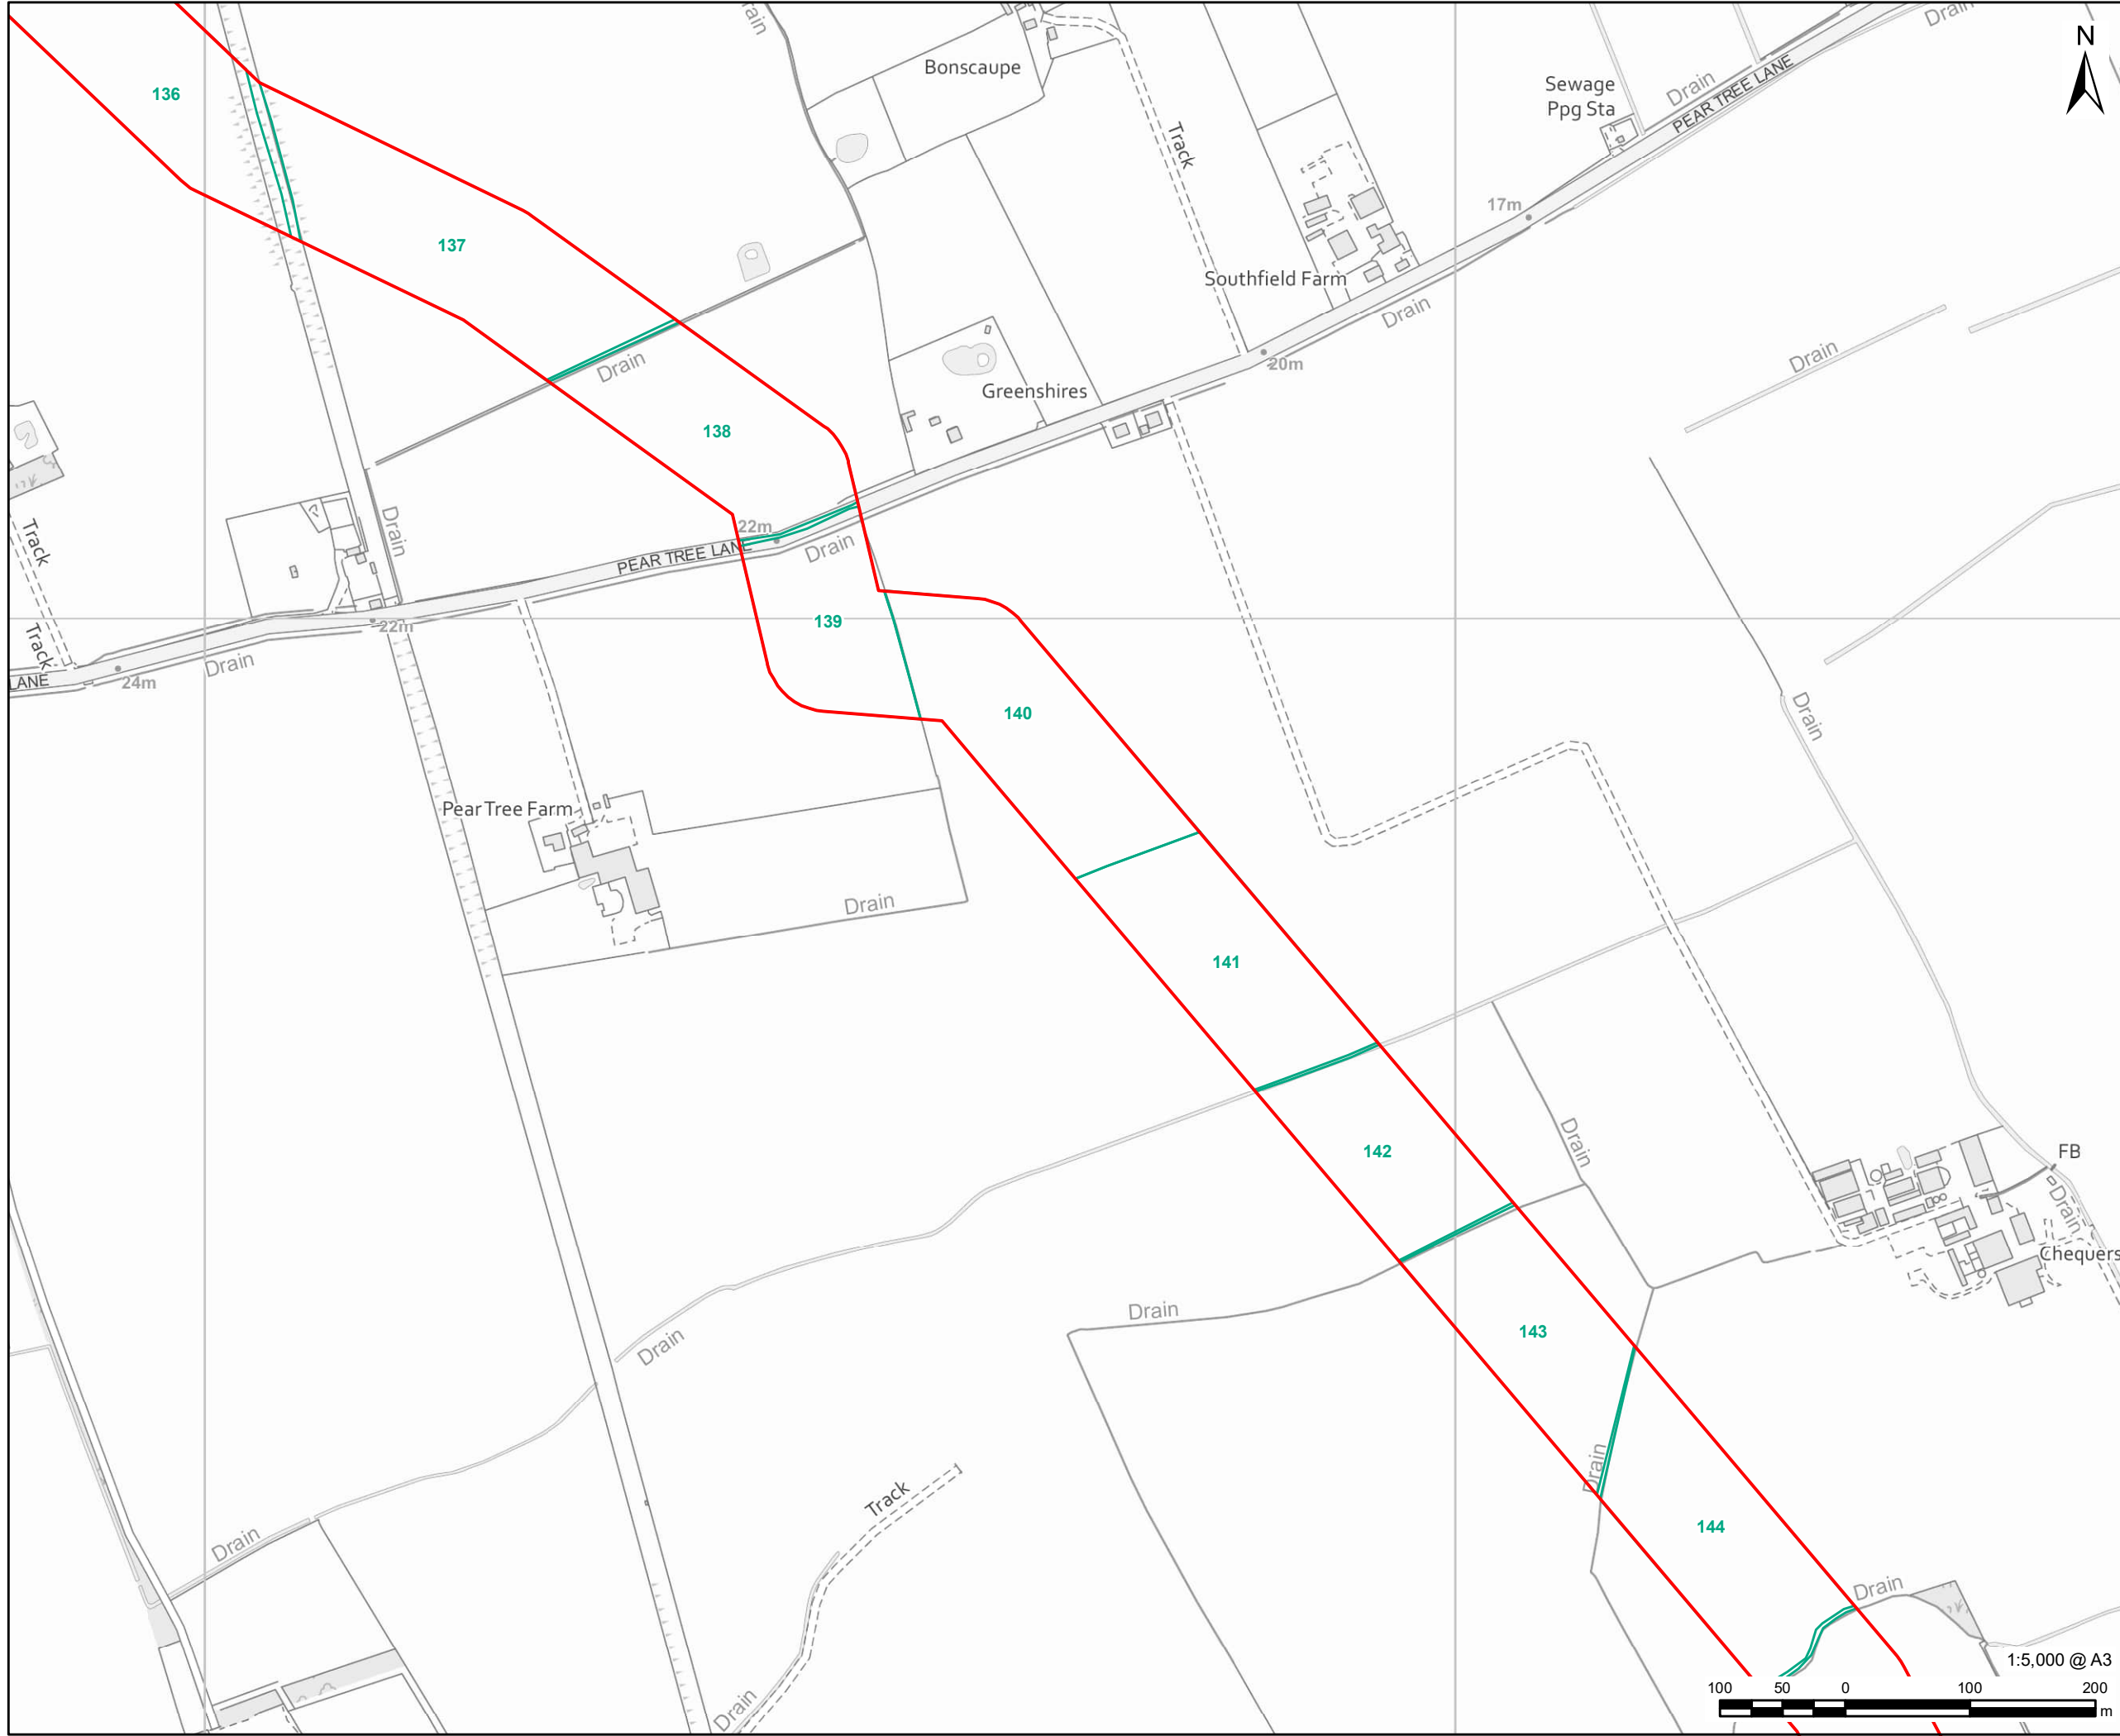 Drain
N
Bonscaupe
136
Sewage
Ppg Sta
Drain
PEAR TREE LANE
Track
17m
137
Southfield Farm
Drain
Drain
20m
Drain
Greenshires
138
Track
Drain
22m
PEAR TREE LANE
Drain
139
22m
Track
Drain
LANE
24m
140
Drain
Pear Tree Farm
Drain
141
Drain
142
FB
Drain
Chequers
Drain
143
Drain
Drain
Track
144
Drain
Drain
Drain
1:5,000 @ A3
100 50 0 100 200
m